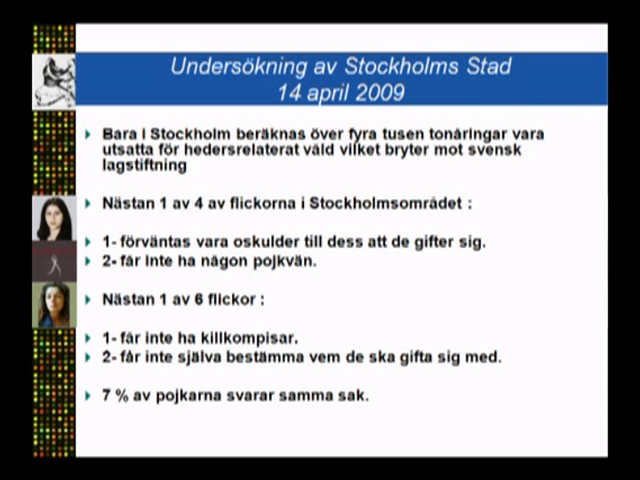 Undersökning av Stockholms Stad
14 april 2009
Bara i Stockholm beräknas över fyra tusen tonåringar vara
utsatta för hedersrelaterat våld vilket bryter mot svensk
lagstiftning
Nästan 1 av 4 av flickorna i Stockholmsområdet :
1- förväntas vara oskulder till dess att de gifter sig.
2- får inte ha någon pojkvän.
Nästan 1 av 6 flickor :
1- får inte ha killkompisar.
2- får inte själva bestämma vem de ska gifta sig med.
7 % av pojkarna svarar samma sak.